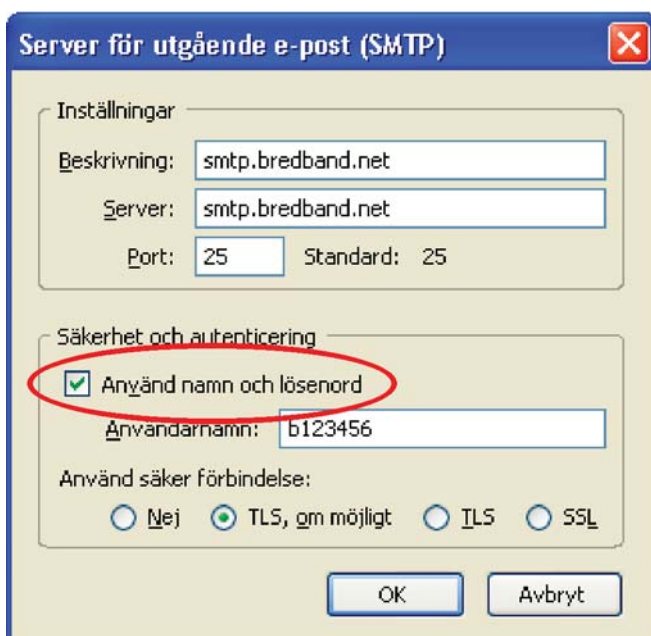 Server för utgående e-post (SMTP)
Inställningar
Beskrivning: smtp.bredband.net
Server: smtp.bredband.net
Port: 25 Standard: 25
Säkerhet och autenticering
Använd namn och lösenord
Användarnamn: b123456
Använd säker förbindelse:
Nej TLS, om möjligt TLS SSL
OK Avbryt